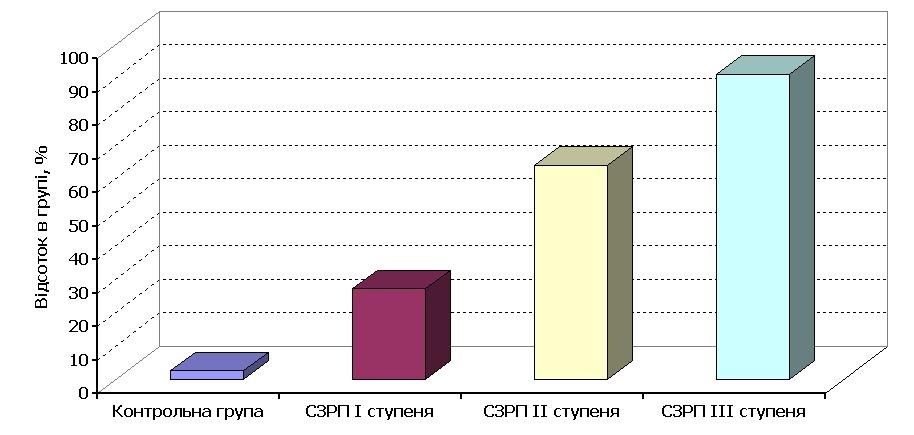 100
90
80
70
60
50
40
30
20
10
0
Відсоток в групі, %
Контрольна група
СЗРП I ступеня
СЗРП II ступеня
СЗРП III ступеня